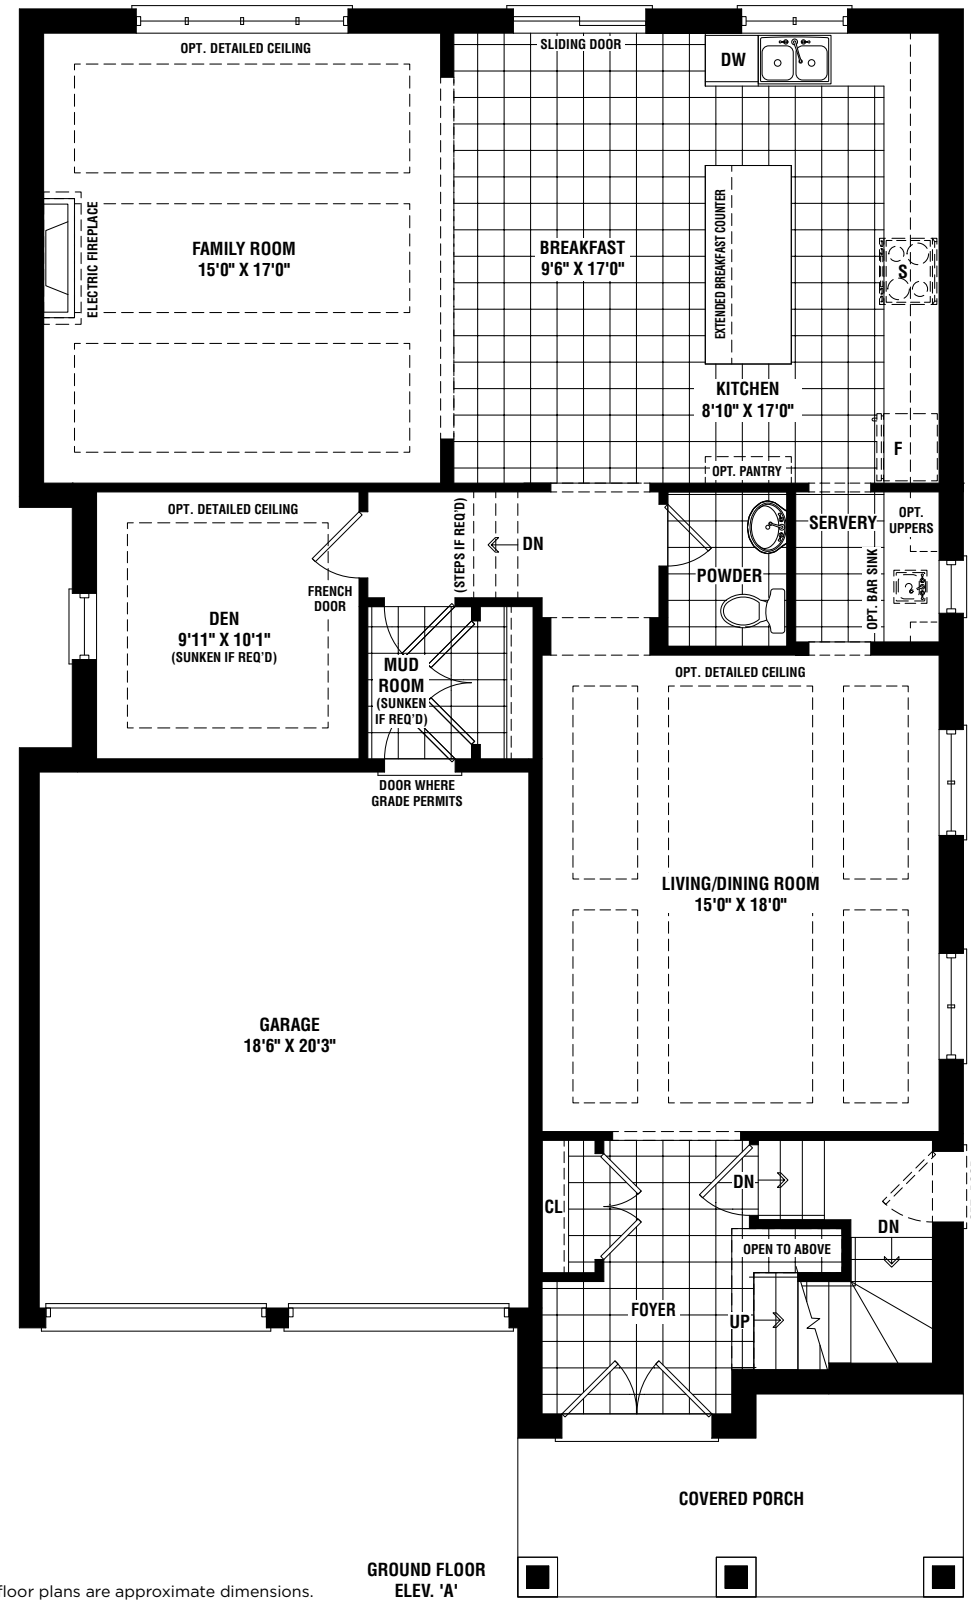 OPT. DETAILED CEILING
SLIDING DOOR
DW
ELECTRIC FIREPLACE
FAMILY ROOM
15'0" X 17'0"
BREAKFAST
9'6" X 17'0"
EXTENDED BREAKFAST COUNTER
S
KITCHEN
8'10" X 17'0"
F
OPT. PANTRY
OPT. DETAILED CEILING
(STEPS IF REQ'D)
DN
SERVERY
OPT.
UPPERS
POWDER
OPT. BAR SINK
FRENCH
DOOR
DEN
9'11" X 10'1"
(SUNKEN IF REQ'D)
MUD
ROOM
(SUNKEN
IF REQ'D)
OPT. DETAILED CEILING
DOOR WHERE
GRADE PERMITS
LIVING/DINING ROOM
15'0" X 18'0"
GARAGE
18'6" X 20'3"
CL
DN
DN
OPEN TO ABOVE
FOYER
UP
COVERED PORCH
GROUND FLOOR
ELEV. 'A'
floor plans are approximate dimensions.